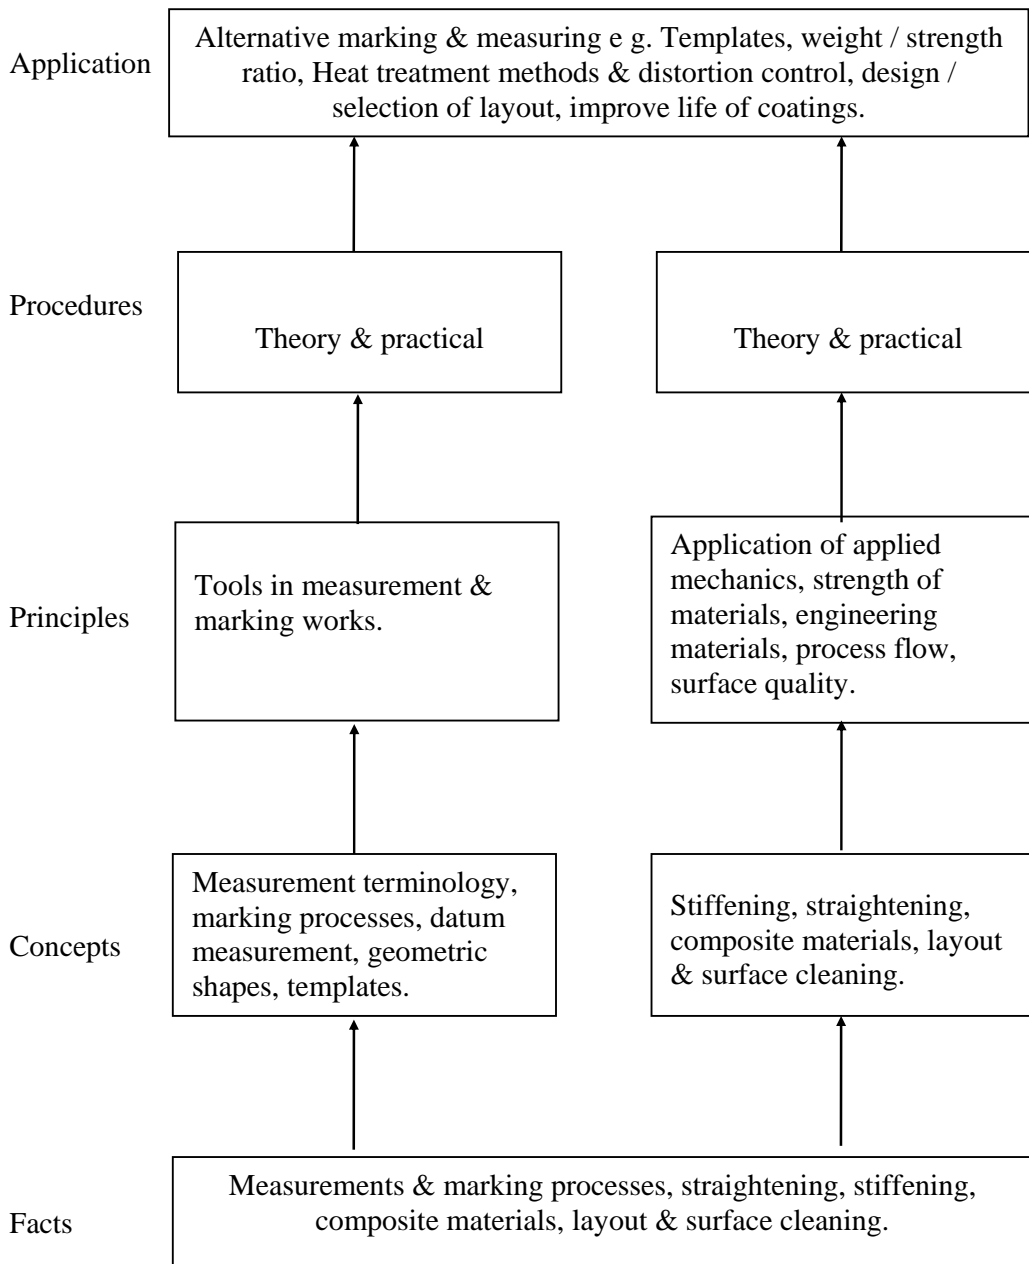 Application
Alternative marking & measuring e g. Templates, weight / strength
ratio, Heat treatment methods & distortion control, design /
selection of layout, improve life of coatings.
Procedures
Theory & practical
Theory & practical
Principles
Tools in measurement &
marking works.
Application of applied
mechanics, strength of
materials, engineering
materials, process flow,
surface quality.
Concepts
Measurement terminology,
marking processes, datum
measurement, geometric
shapes, templates.
Stiffening, straightening,
composite materials, layout
& surface cleaning.
Facts
Measurements & marking processes, straightening, stiffening,
composite materials, layout & surface cleaning.